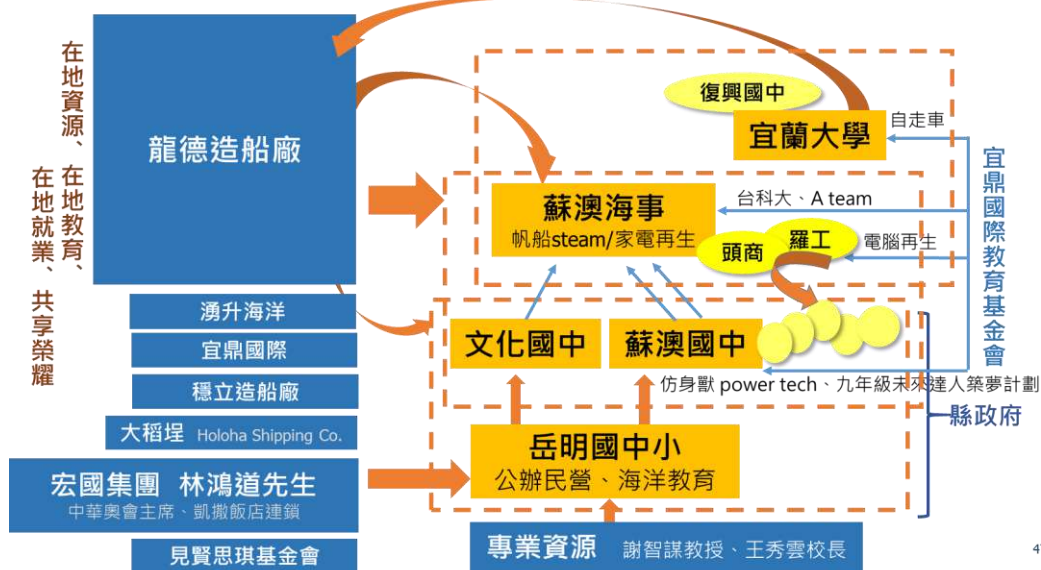 在地資源、在地教育、
在地就業、共享榮耀
龍德造船廠
湧升海洋
宜鼎國際
穩立造船廠
大稻埕 Holoha Shipping Co.
宏國集團 林鴻道先生
中華奧會主席、凱撒飯店連鎖
見賢思琪基金會
復興國中
宜蘭大學
自走車
蘇澳海事
帆船steam/家電再生
台科大、A team
頭商
羅工
電腦再生
文化國中
蘇澳國中
仿身獸 power tech、九年級未來達人築夢計劃
岳明國中小
公辦民營、海洋教育
專業資源 謝智謀教授、王秀雲校長
宜鼎國際教育基金會
縣政府